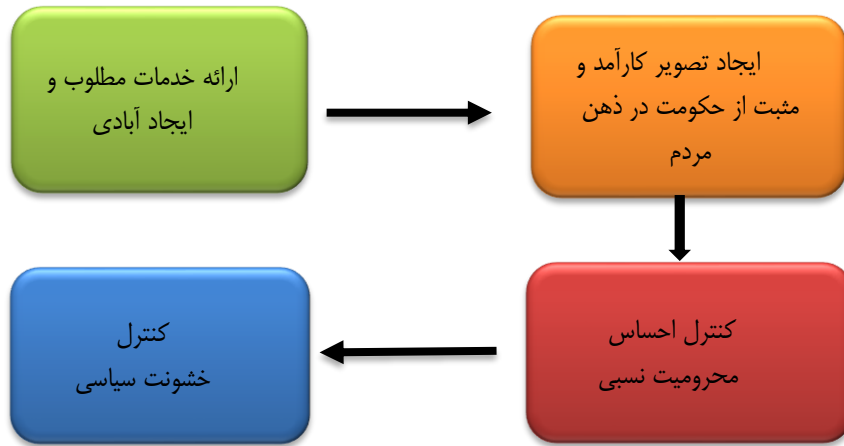 ارائه خدمات مطلوب و
ایجاد آبادی
ایجاد تصویر کارآمد و
مثبت از حکومت در ذهن
مردم
کنترل احساس
محرومیت نسبی
کنترل
خشونت سیاسی